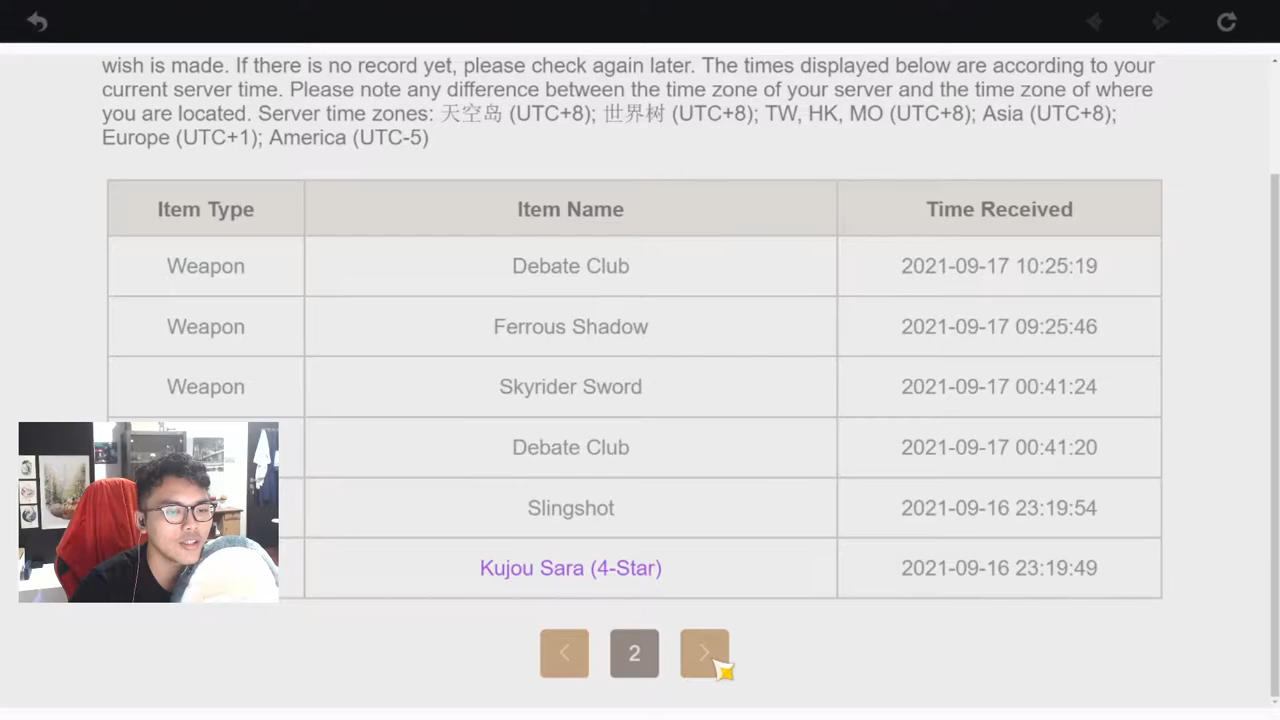 wish is made. If there is no record yet, please check again later. The times displayed below are according to your
current server time. Please note any difference between the time zone of your server and the time zone of where
you are located. Server time zones: 天空岛 (UTC+8); 世界树 (UTC+8); TW, HK, MO (UTC+8); Asia (UTC+8);
Europe (UTC+1); America (UTC-5)
Item Type Item Name Time Received
Weapon Debate Club 2021-09-17 10:25:19
Weapon Ferrous Shadow 2021-09-17 09:25:46
Weapon Skyrider Sword 2021-09-17 00:41:24
Debate Club 2021-09-17 00:41:20
Slingshot 2021-09-16 23:19:54
Kujou Sara (4-Star) 2021-09-16 23:19:49
2